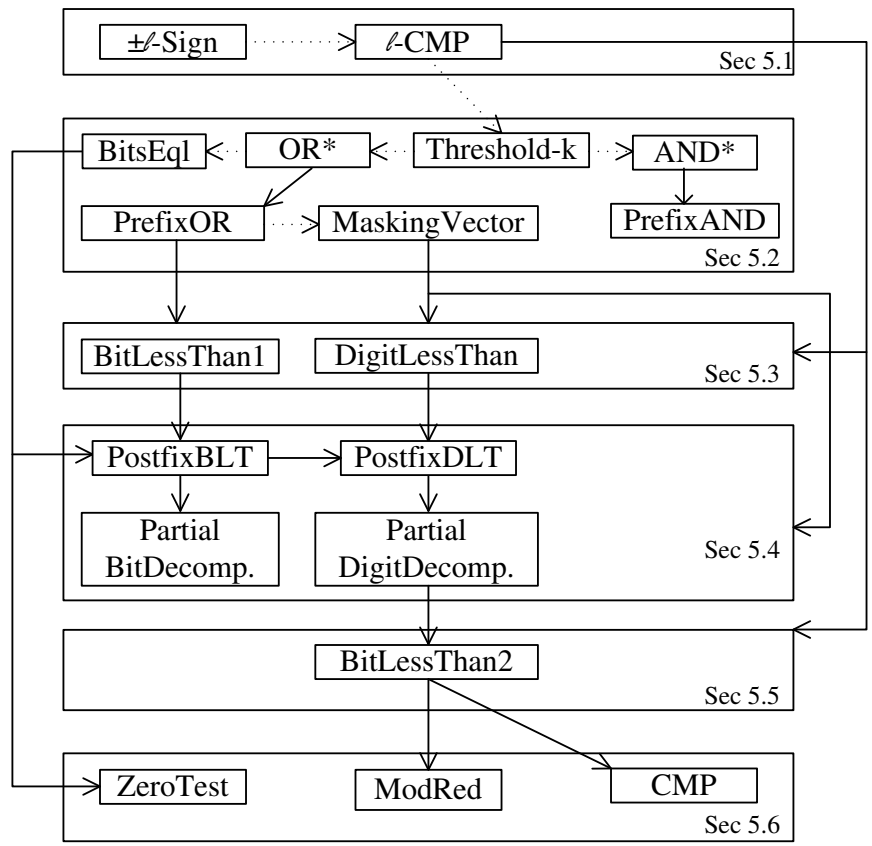 ±ℓ-Sign
ℓ-CMP
Sec 5.1
BitsEql
OR*
Threshold-k
AND*
PrefixOR
MaskingVector
PrefixAND
Sec 5.2
BitLessThan1
DigitLessThan
Sec 5.3
PostfixBLT
PostfixDLT
Partial
BitDecomp.
Partial
DigitDecomp.
Sec 5.4
BitLessThan2
Sec 5.5
ZeroTest
ModRed
CMP
Sec 5.6